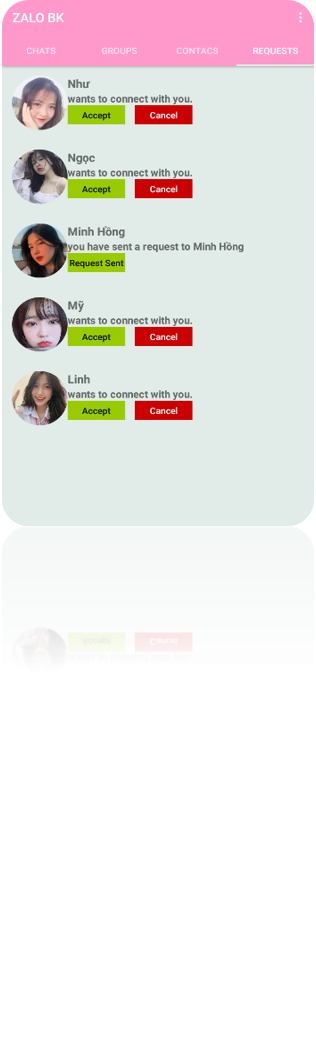 ZALO BK
CHATS GROUPS CONTACS REQUESTS
Như
wants to connect with you.
Accept Cancel
Ngọc
wants to connect with you.
Accept Cancel
Minh Hồng
you have sent a request to Minh Hồng
Request Sent
Mỹ
wants to connect with you.
Accept Cancel
Linh
wants to connect with you.
Accept Cancel